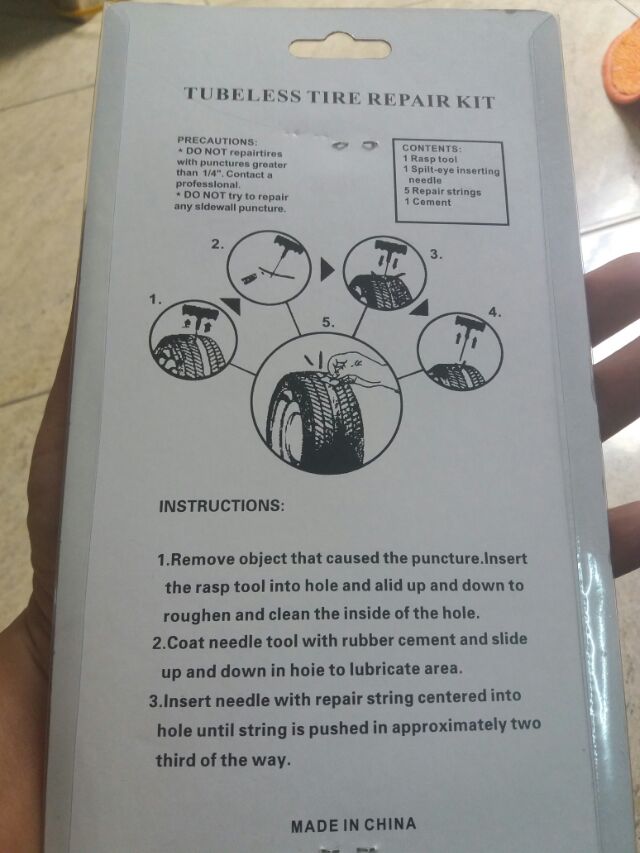 TUBELESS TIRE REPAIR KIT
PRECAUTIONS:
* DO NOT repairtires
with punctures greater
than 1/4". Contact a
professional.
* DO NOT try to repair
any sidewall puncture.
CONTENTS:
1 Rasp tool
1 Spilt-eye inserting
needle
5 Repair strings
1 Cement
1.
2.
3.
4.
5.
INSTRUCTIONS:
1.Remove object that caused the puncture.Insert
the rasp tool into hole and alid up and down to
roughen and clean the inside of the hole.
2.Coat needle tool with rubber cement and slide
up and down in hoie to lubricate area.
3.Insert needle with repair string centered into
hole until string is pushed in approximately two
third of the way.
MADE IN CHINA